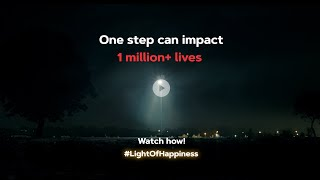 One step can impact
1 million+ lives
Watch how!
#LightOfHappiness